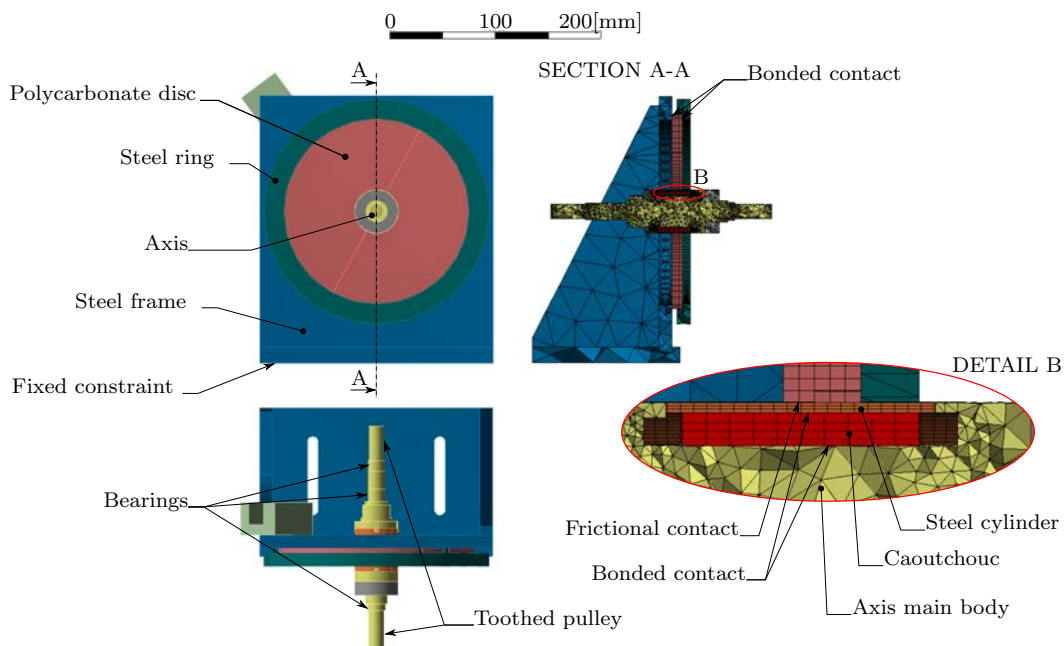 0 100 200[mm]
A
SECTION A-A
Bonded contact
Polycarbonate disc
Steel ring
B
Axis
Steel frame
A
Fixed constraint
DETAIL B
Bearings
Frictional contact
Steel cylinder
Bonded contact
Caoutchouc
Toothed pulley
Axis main body